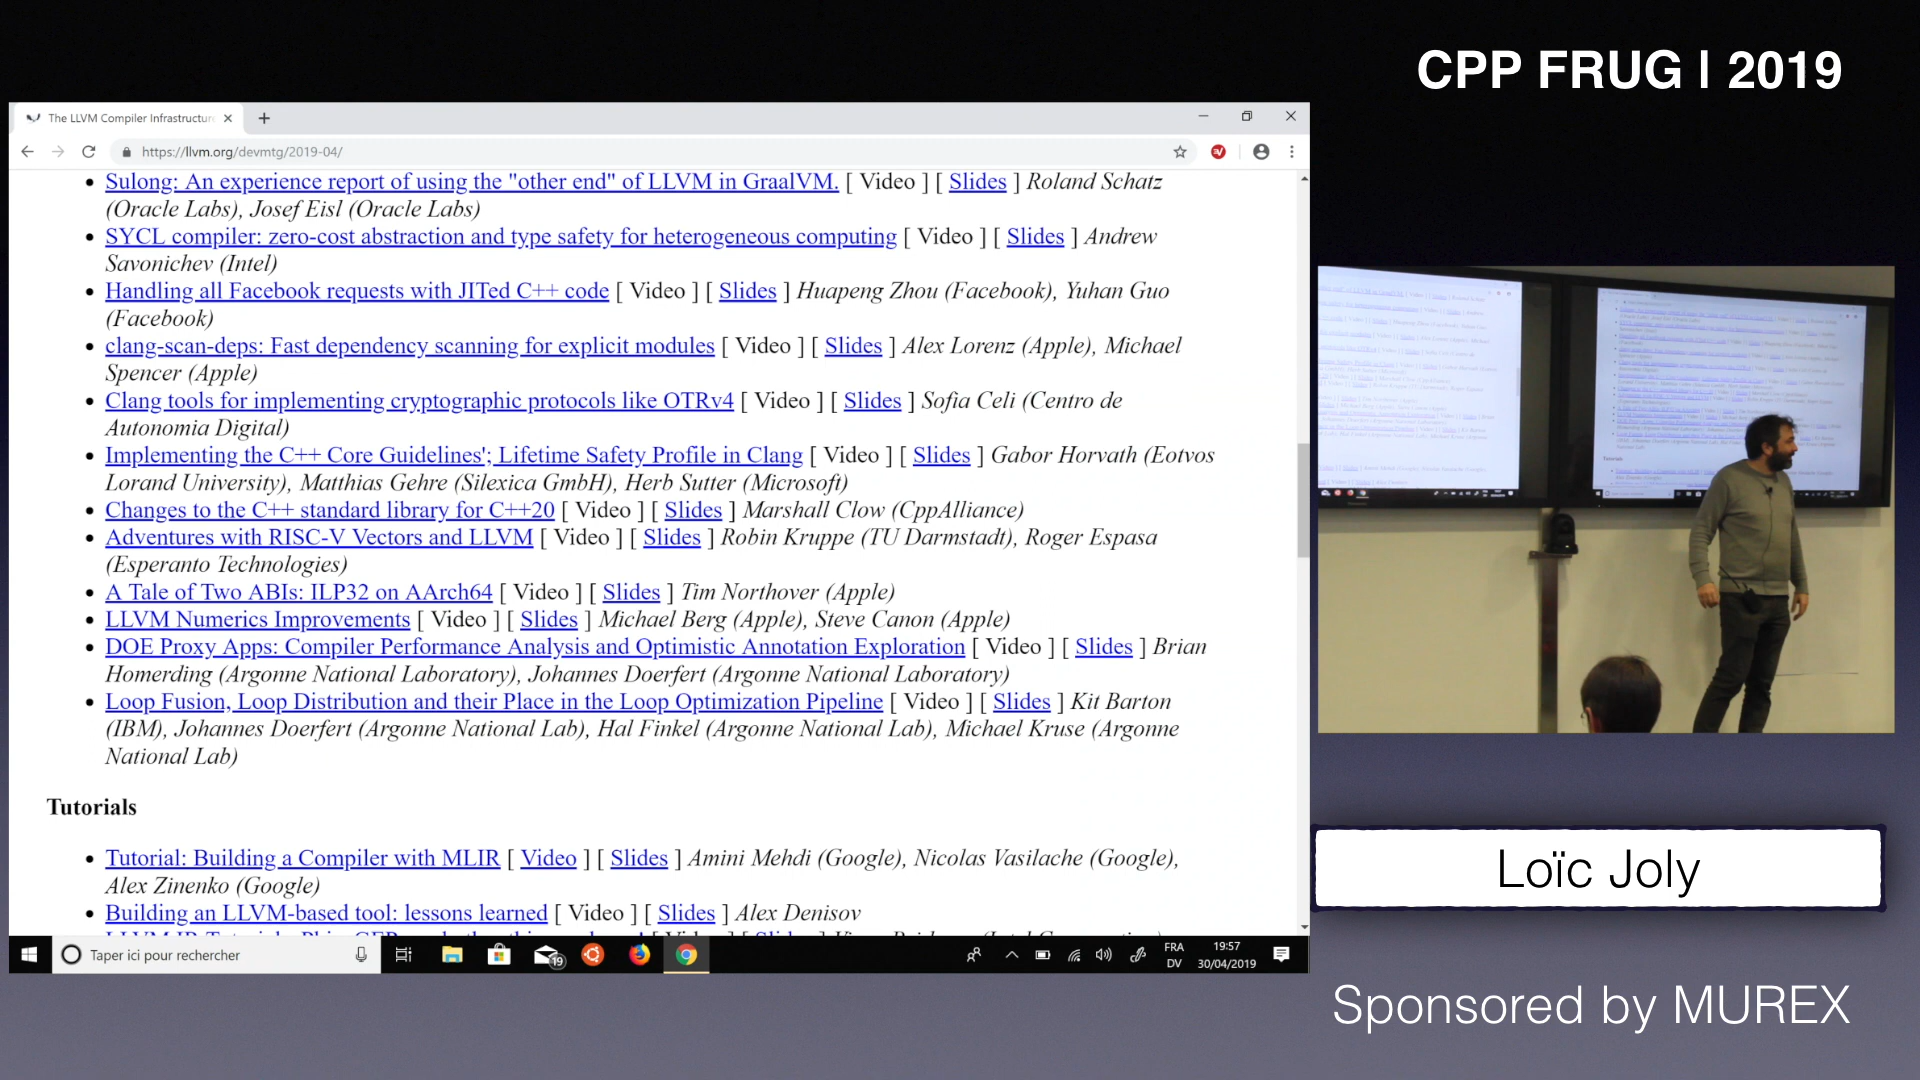 CPP FRUG | 2019
The LLVM Compiler Infrastructure
https://llvm.org/devmtg/2019-04/
Sulong: An experience report of using the "other end" of LLVM in GraalVM. [ Video ] [ Slides ] Roland Schatz
(Oracle Labs), Josef Eisl (Oracle Labs)
SYCL compiler: zero-cost abstraction and type safety for heterogeneous computing [ Video ] [ Slides ] Andrew
Savonichev (Intel)
Handling all Facebook requests with JITed C++ code [ Video ] [ Slides ] Huapeng Zhou (Facebook), Yuhan Guo
(Facebook)
clang-scan-deps: Fast dependency scanning for explicit modules [ Video ] [ Slides ] Alex Lorenz (Apple), Michael
Spencer (Apple)
Clang tools for implementing cryptographic protocols like OTRv4 [ Video ] [ Slides ] Sofia Celi (Centro de
Autonomia Digital)
Implementing the C++ Core Guidelines'; Lifetime Safety Profile in Clang [ Video ] [ Slides ] Gabor Horvath (Eotvos
Lorand University), Matthias Gehre (Silexica GmbH), Herb Sutter (Microsoft)
Changes to the C++ standard library for C++20 [ Video ] [ Slides ] Marshall Clow (CppAlliance)
Adventures with RISC-V Vectors and LLVM [ Video ] [ Slides ] Robin Kruppe (TU Darmstadt), Roger Espasa
(Esperanto Technologies)
A Tale of Two ABIs: ILP32 on AArch64 [ Video ] [ Slides ] Tim Northover (Apple)
LLVM Numerics Improvements [ Video ] [ Slides ] Michael Berg (Apple), Steve Canon (Apple)
DOE Proxy Apps: Compiler Performance Analysis and Optimistic Annotation Exploration [ Video ] [ Slides ] Brian
Homerding (Argonne National Laboratory), Johannes Doerfert (Argonne National Laboratory)
Loop Fusion, Loop Distribution and their Place in the Loop Optimization Pipeline [ Video ] [ Slides ] Kit Barton
(IBM), Johannes Doerfert (Argonne National Lab), Hal Finkel (Argonne National Lab), Michael Kruse (Argonne
National Lab)
Tutorials
Tutorial: Building a Compiler with MLIR [ Video ] [ Slides ] Amini Mehdi (Google), Nicolas Vasilache (Google),
Alex Zinenko (Google)
Building an LLVM-based tool: lessons learned [ Video ] [ Slides ] Alex Denisov
Taper ici pour rechercher
19
FRA
DV
19:57
30/04/2019
Loïc Joly
Sponsored by MUREX